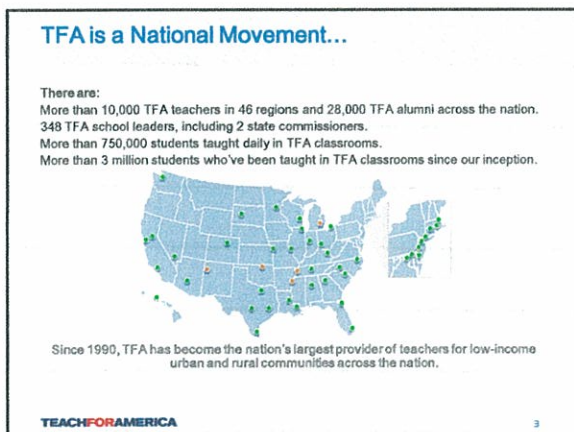 TFA is a National Movement…
There are:
More than 10,000 TFA teachers in 46 regions and 28,000 TFA alumni across the nation.
348 TFA school leaders, including 2 state commissioners.
More than 750,000 students taught daily in TFA classrooms.
More than 3 million students who've been taught in TFA classrooms since our inception.
Since 1990, TFA has become the nation's largest provider of teachers for low-income
urban and rural communities across the nation.
TEACHFORAMERICA
3